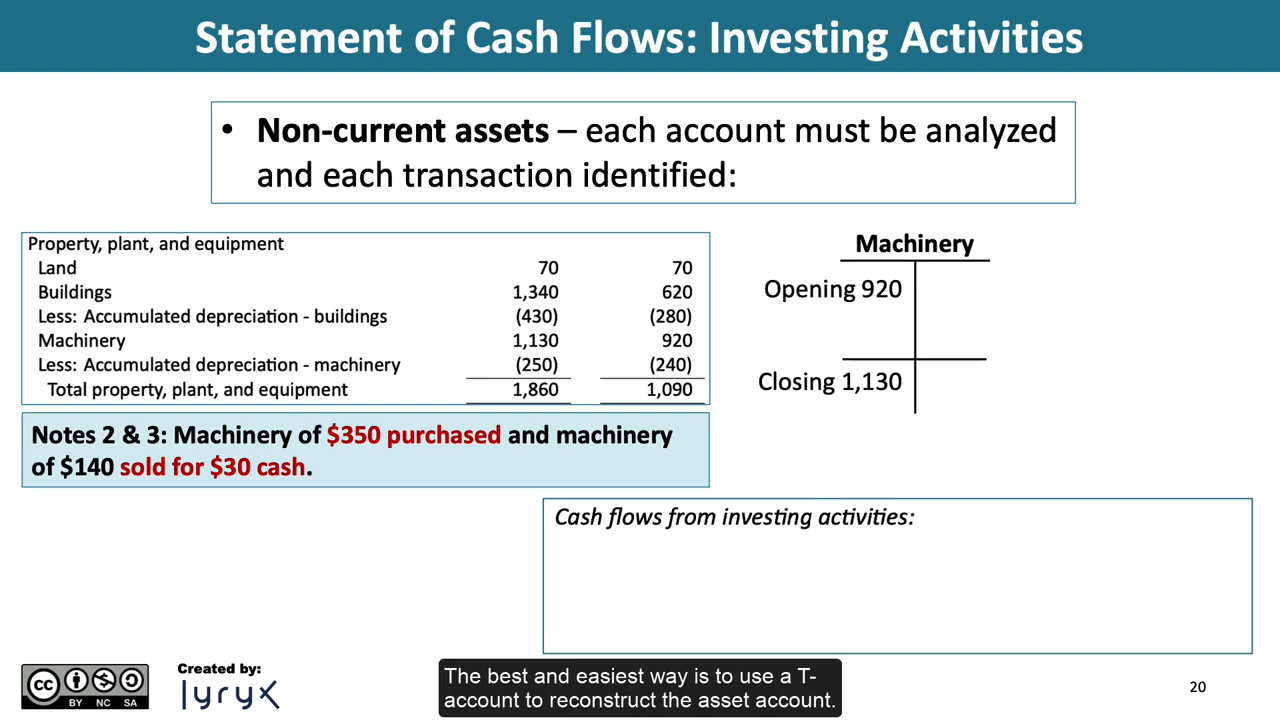 Statement of Cash Flows: Investing Activities
• Non-current assets – each account must be analyzed
and each transaction identified:
Property, plant, and equipment
Land 70 70
Buildings 1,340 620
Less: Accumulated depreciation - buildings (430) (280)
Machinery 1,130 920
Less: Accumulated depreciation - machinery (250) (240)
Total property, plant, and equipment 1,860 1,090
Machinery
Opening 920
Closing 1,130
Notes 2 & 3: Machinery of $350 purchased and machinery
of $140 sold for $30 cash.
Cash flows from investing activities:
cc BY NC SA
Created by:
lyryx
The best and easiest way is to use a T-
account to reconstruct the asset account.
20